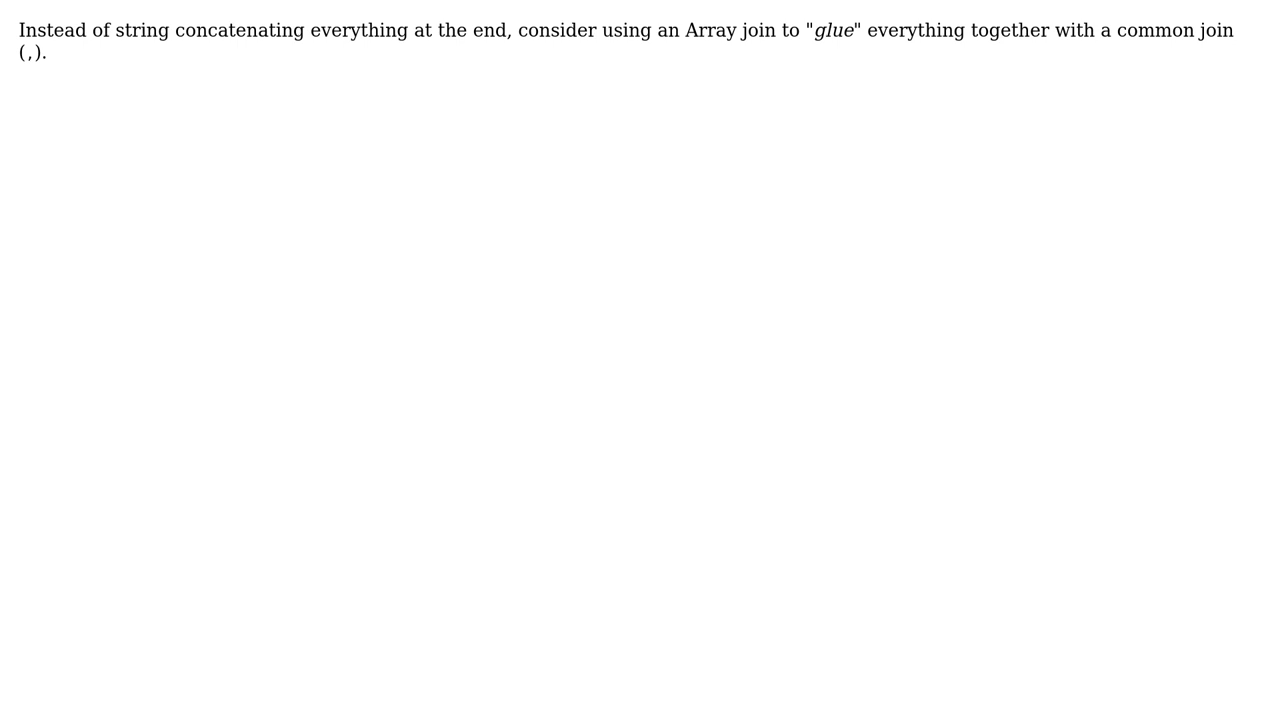 Instead of string concatenating everything at the end, consider using an Array join to "glue" everything together with a common join
(,).